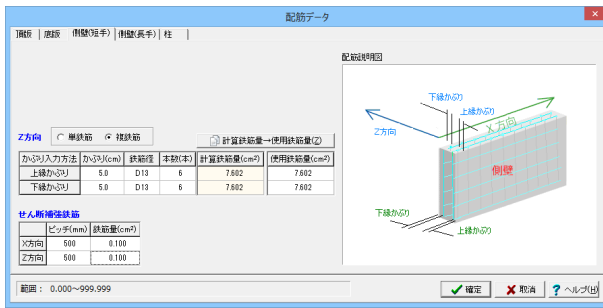 配筋データ
頂版 底版 側壁(短手) 側壁(長手) 柱
配筋説明図
下縁かぶり
上縁かぶり
Z方向
X方向
側壁
下縁かぶり
上縁かぶり
Z方向 単鉄筋 複鉄筋 計算鉄筋量→使用鉄筋量(Z)
かぶり入力方法 かぶり(cm) 鉄筋径 本数(本) 計算鉄筋量(cm²) 使用鉄筋量(cm²)
上縁かぶり 5.0 D13 6 7.602 7.602
下縁かぶり 5.0 D13 6 7.602 7.602
せん断補強鉄筋
ピッチ(mm) 鉄筋量(cm²)
X方向 500 0.100
Z方向 500 0.100
範囲： 0.000～999.999 確定 取消 ? ヘルプ(H)